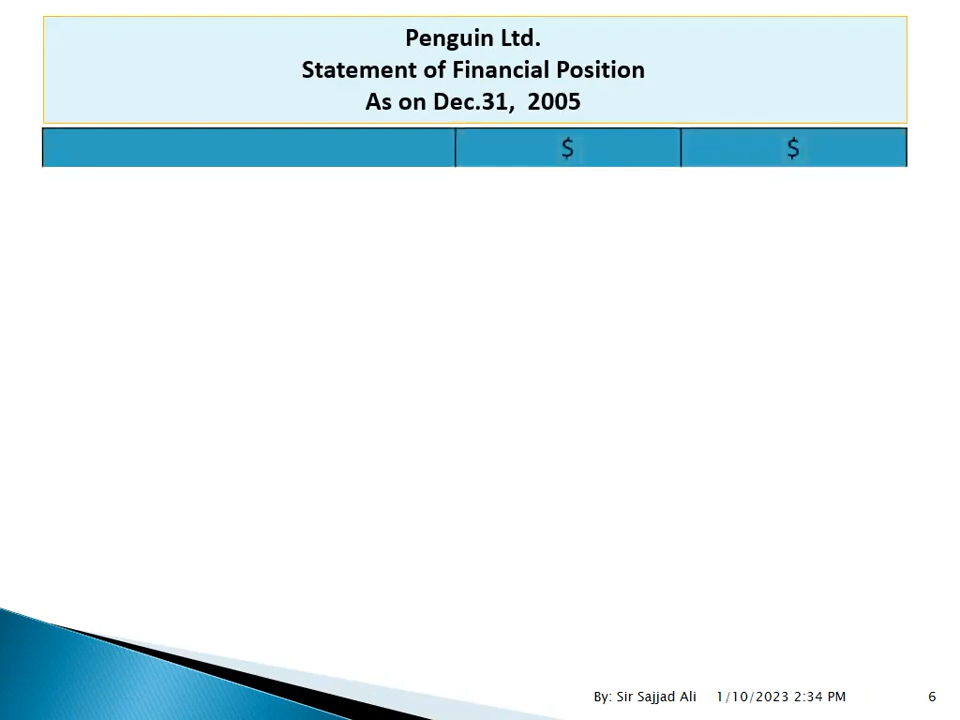 Penguin Ltd.
Statement of Financial Position
As on Dec.31, 2005
$ $
By: Sir Sajjad Ali 1/10/2023 2:34 PM 6